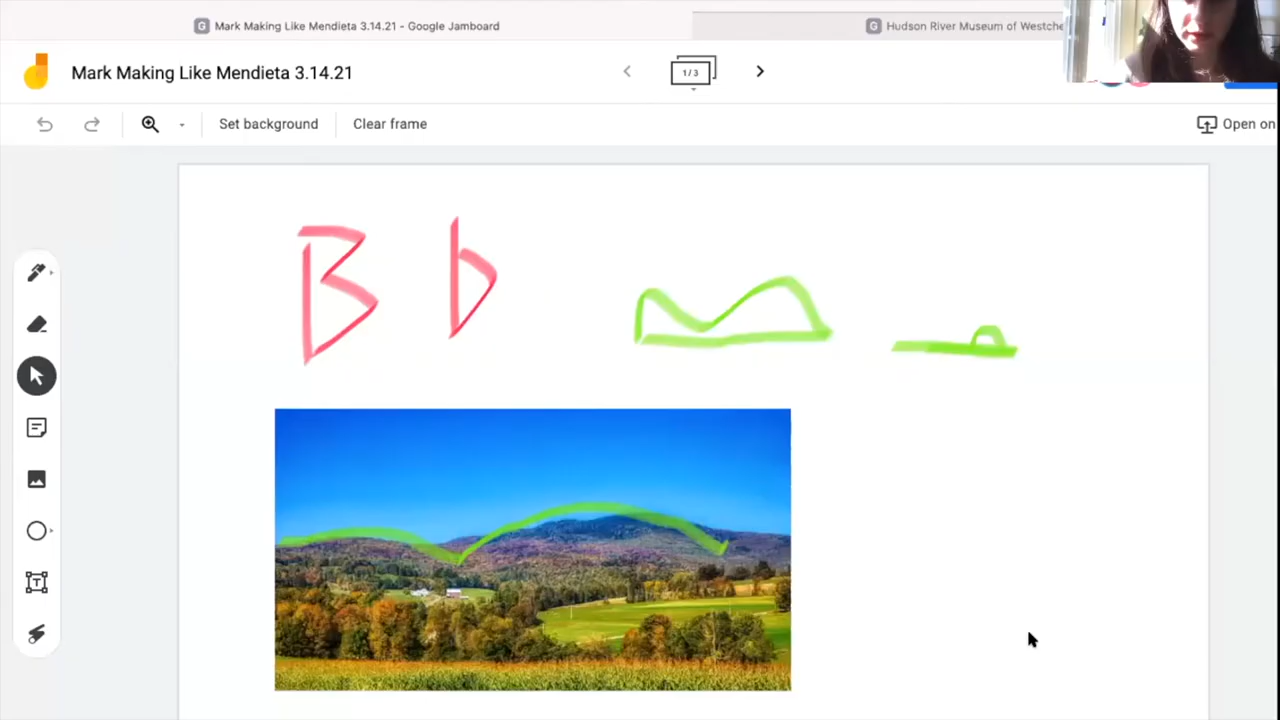 G Mark Making Like Mendieta 3.14.21 - Google Jamboard
G Hudson River Museum of Westche
Mark Making Like Mendieta 3.14.21
1/3
Set background
Clear frame
Open on
B b